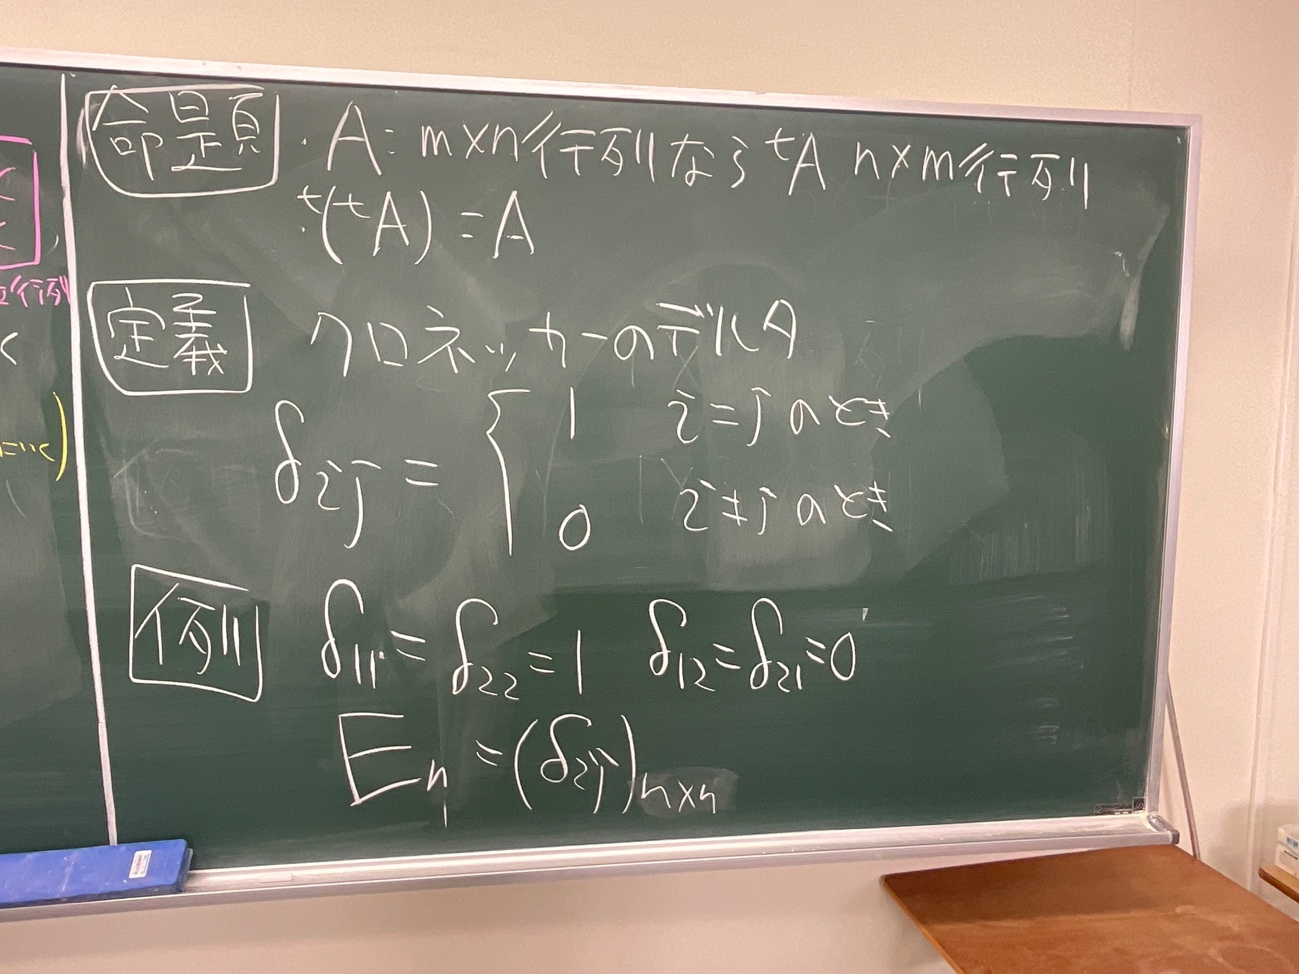 命題 ・A: m×n行列なら ᵗA n×m行列
・ᵗ(ᵗA) = A
定義 クロネッカーのデルタ
δij = { 1 i=jのとき
0 i≠jのとき
例 δ11 = δ22 = 1 δ12 = δ21 = 0
En = (δij)n×n
行列